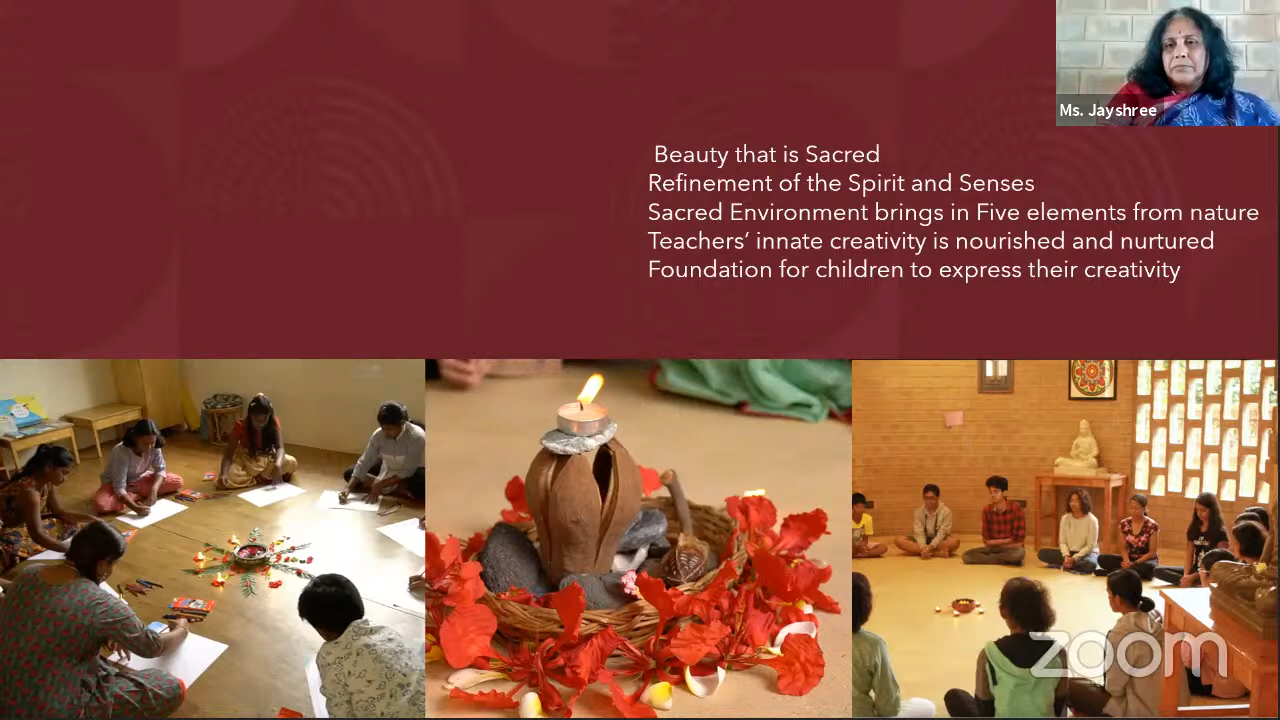 Ms. Jayshree
Beauty that is Sacred
Refinement of the Spirit and Senses
Sacred Environment brings in Five elements from nature
Teachers‘ innate creativity is nourished and nurtured
Foundation for children to express their creativity
zoom